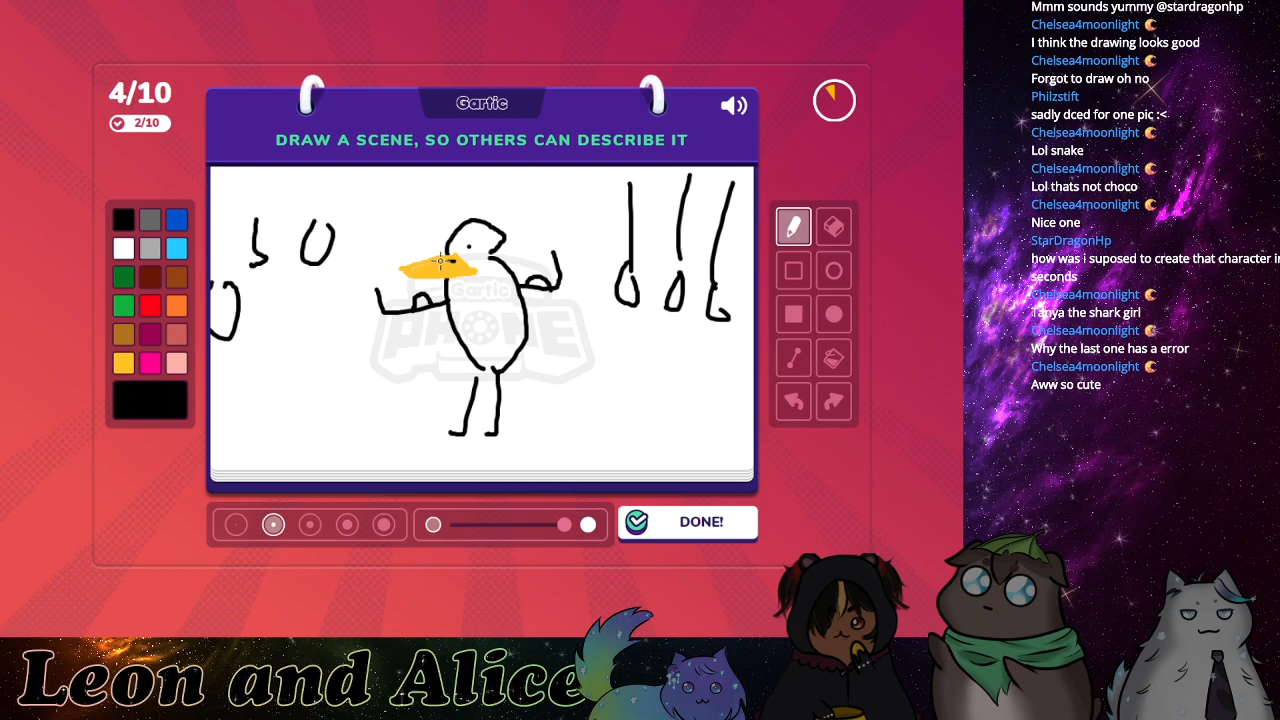 4/10
2/10
Gartic
DRAW A SCENE, SO OTHERS CAN DESCRIBE IT
Gartic
PHONE
DONE!
Mmm sounds yummy @stardragonhp
Chelsea4moonlight
I think the drawing looks good
Chelsea4moonlight
Forgot to draw oh no
Philzstift
sadly dced for one pic :<
Chelsea4moonlight
Lol snake
Chelsea4moonlight
Lol thats not choco
Chelsea4moonlight
Nice one
StarDragonHp
how was i suposed to create that character in
seconds
Chelsea4moonlight
Tanya the shark girl
Chelsea4moonlight
Why the last one has a error
Chelsea4moonlight
Aww so cute
Leon and Alice